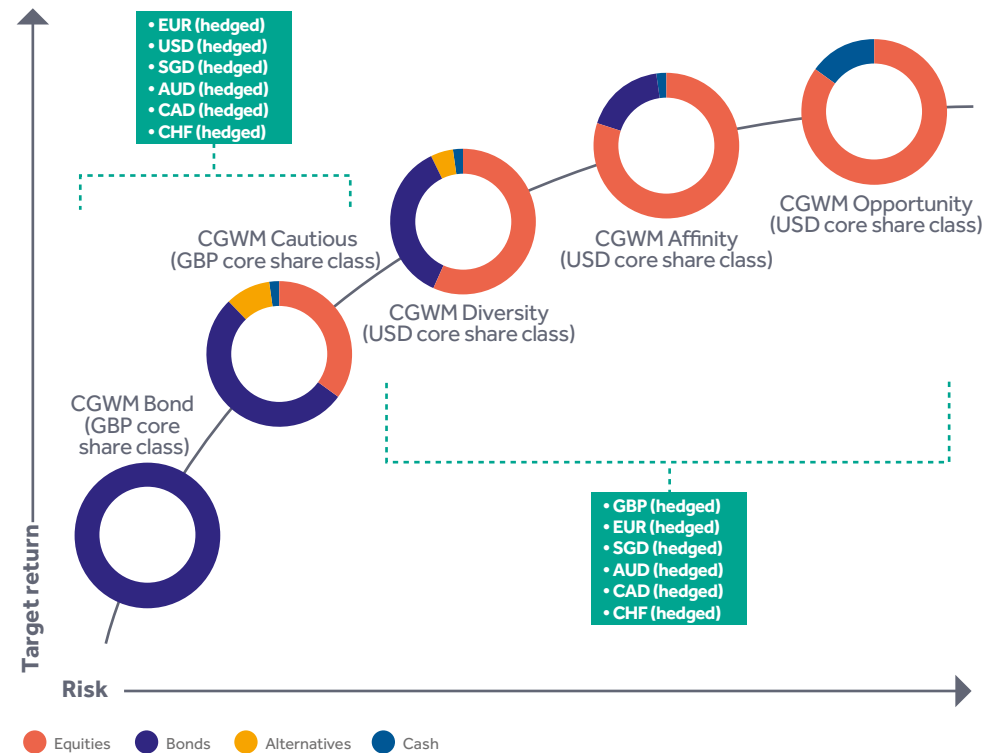 • EUR (hedged)
• USD (hedged)
• SGD (hedged)
• AUD (hedged)
• CAD (hedged)
• CHF (hedged)
CGWM Opportunity
(USD core share class)
CGWM Cautious
(GBP core share class)
CGWM Affinity
(USD core share class)
CGWM Diversity
(USD core share class)
CGWM Bond
(GBP core
share class)
• GBP (hedged)
• EUR (hedged)
• SGD (hedged)
• AUD (hedged)
• CAD (hedged)
• CHF (hedged)
Target return
Risk
Equities
Bonds
Alternatives
Cash